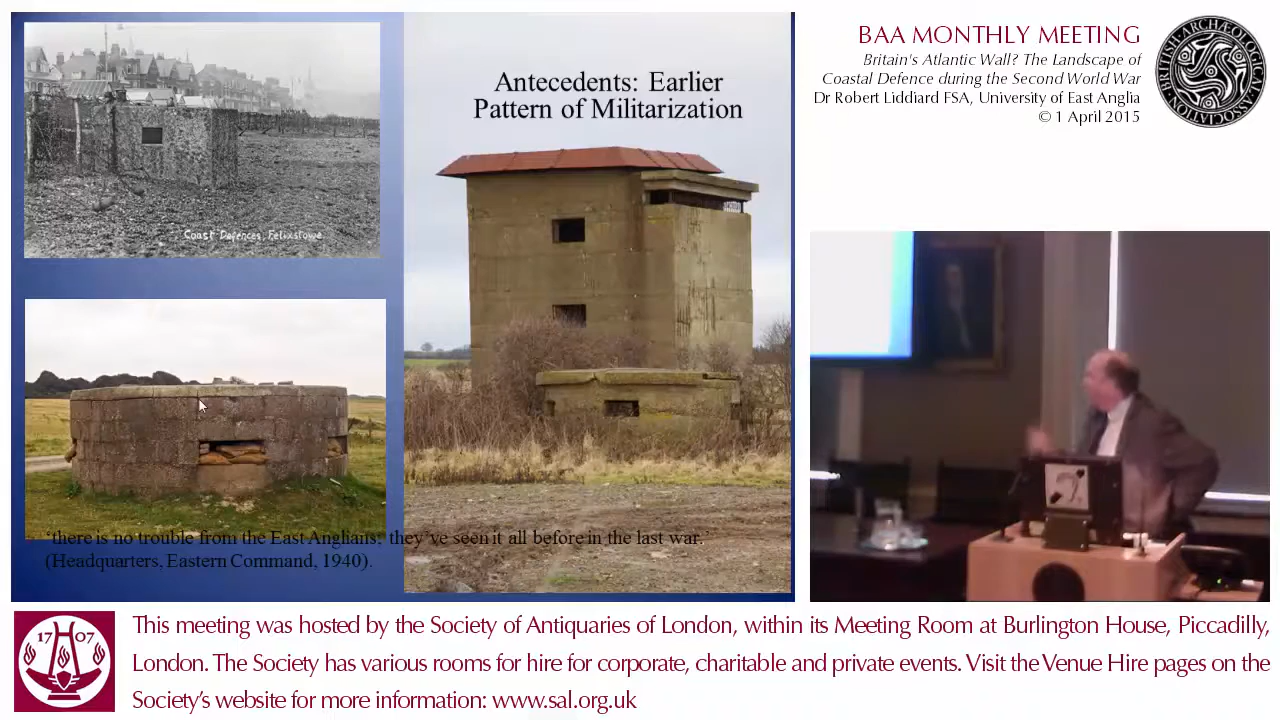 Antecedents: Earlier
Pattern of Militarization
Coast Defences, Felixstowe
'there is no trouble from the East Anglians; they've seen it all before in the last war.'
(Headquarters, Eastern Command, 1940).
BAA MONTHLY MEETING
Britain's Atlantic Wall? The Landscape of
Coastal Defence during the Second World War
Dr Robert Liddiard FSA, University of East Anglia
© 1 April 2015
BRITISH · ARCHÆOLOGICAL · ASSOCIATION
17 07
This meeting was hosted by the Society of Antiquaries of London, within its Meeting Room at Burlington House, Piccadilly,
London. The Society has various rooms for hire for corporate, charitable and private events. Visit the Venue Hire pages on the
Society's website for more information: www.sal.org.uk